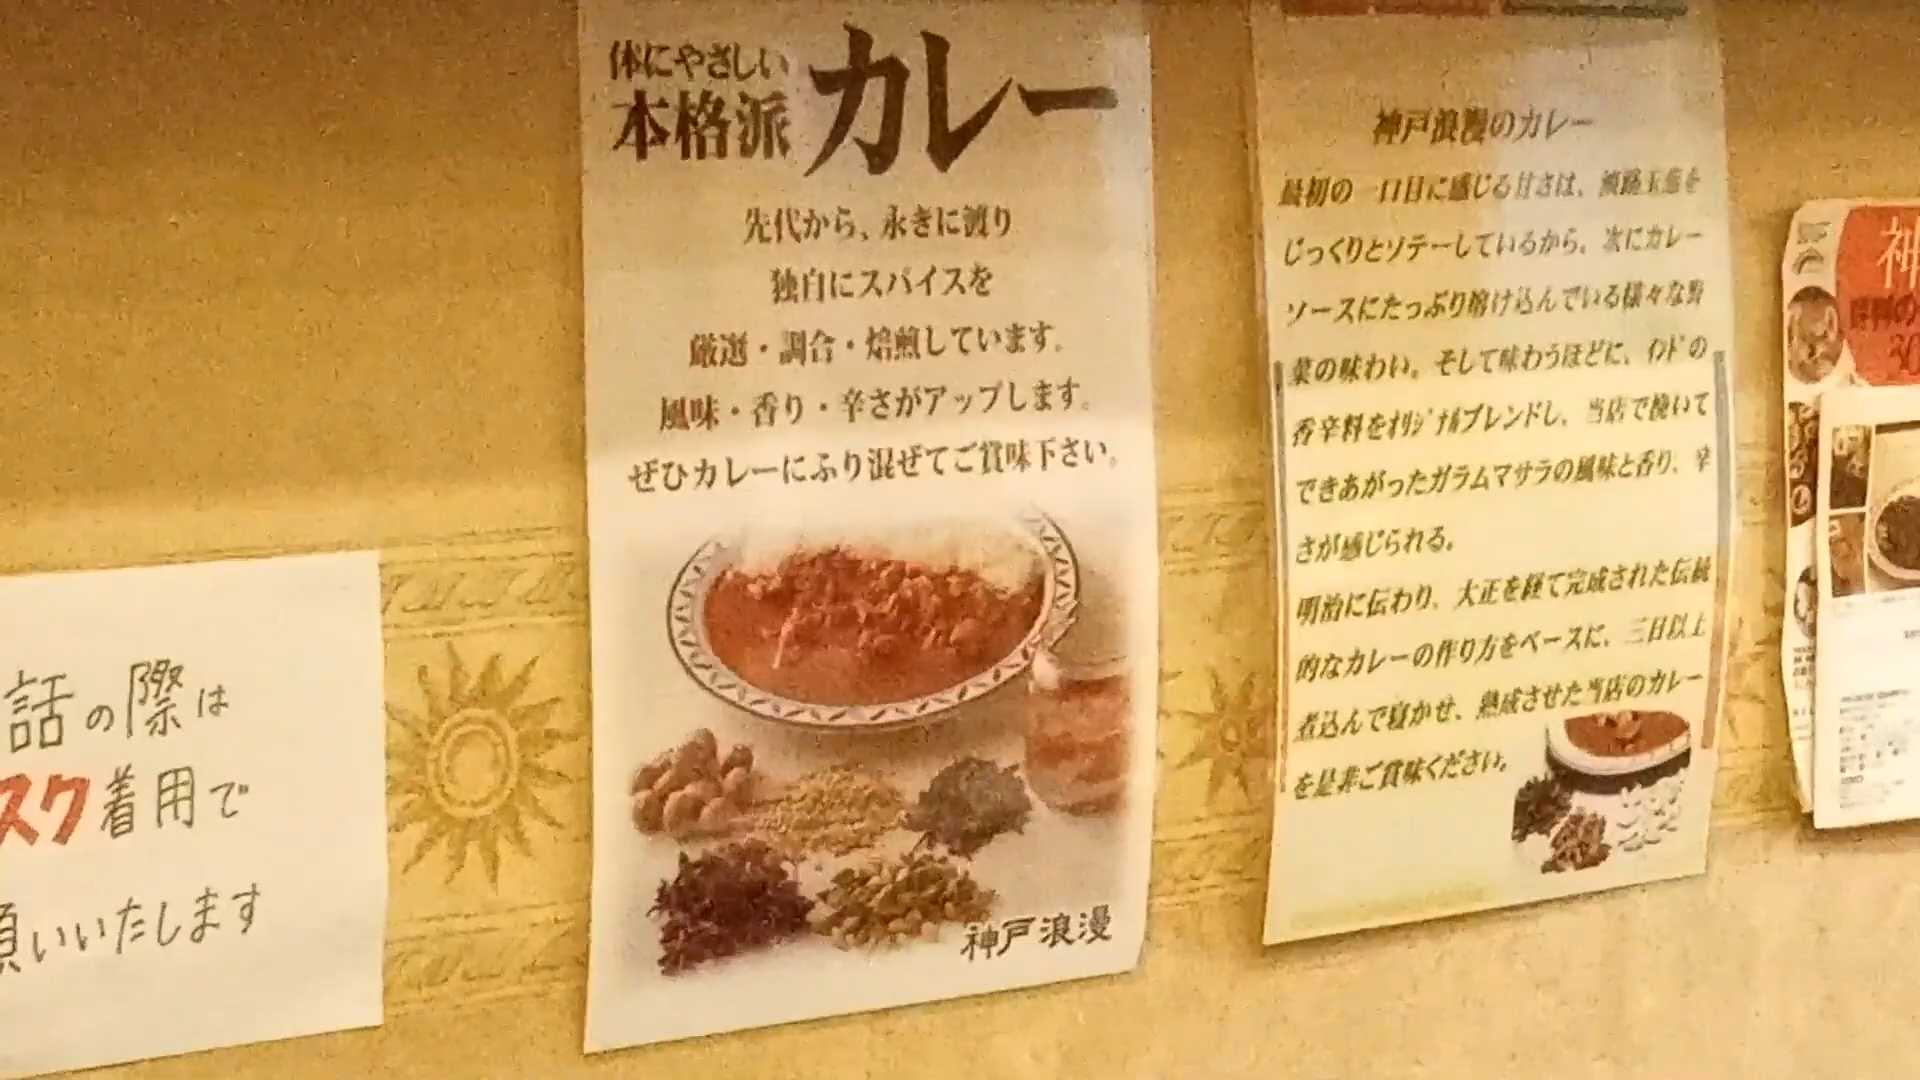 話の際は
スク着用で
願いいたします
体にやさしい
本格派
カレー
先代から、永きに渡り
独自にスパイスを
厳選・調合・焙煎しています。
風味・香り・辛さがアップします。
ぜひカレーにふり混ぜてご賞味下さい。
神戸浪漫
神戸浪漫のカレー
最初の一口目に感じる甘さは、淡路玉葱を
じっくりとソテーしているから。次にカレー
ソースにたっぷり溶け込んでいる様々な野
菜の味わい。そして味わうほどに、インドの
香辛料をオリジナルブレンドし、当店で挽いて
できあがったガラムマサラの風味と香り、辛
さが感じられる。
明治に伝わり、大正を経て完成された伝統
的なカレーの作り方をベースに、三日以上
煮込んで寝かせ、熟成させた当店のカレー
を是非ご賞味ください。
神